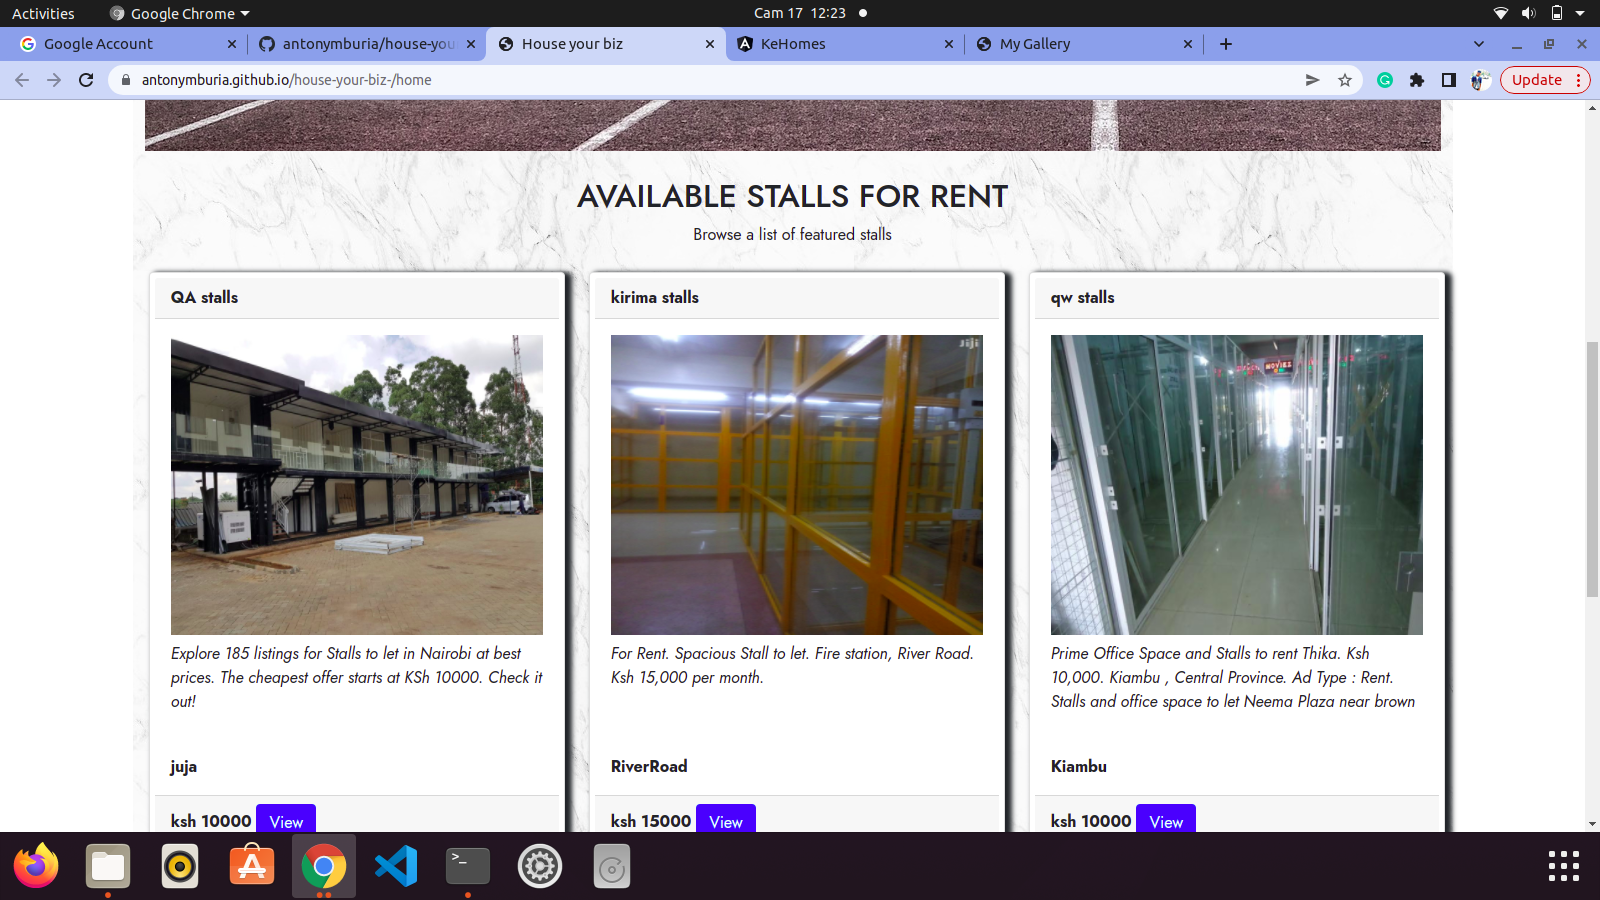 Activities
Google Chrome
Cam 17 12:23
Google Account
antonymburia/house-you
House your biz
KeHomes
My Gallery
antonymburia.github.io/house-your-biz-/home
Update
AVAILABLE STALLS FOR RENT
Browse a list of featured stalls
QA stalls
Explore 185 listings for Stalls to let in Nairobi at best
prices. The cheapest offer starts at KSh 10000. Check it
out!
juja
ksh 10000 View
kirima stalls
Jiji
For Rent. Spacious Stall to let. Fire station, River Road.
Ksh 15,000 per month.
RiverRoad
ksh 15000 View
qw stalls
MOVIES
Prime Office Space and Stalls to rent Thika. Ksh
10,000. Kiambu , Central Province. Ad Type : Rent.
Stalls and office space to let Neema Plaza near brown
Kiambu
ksh 10000 View